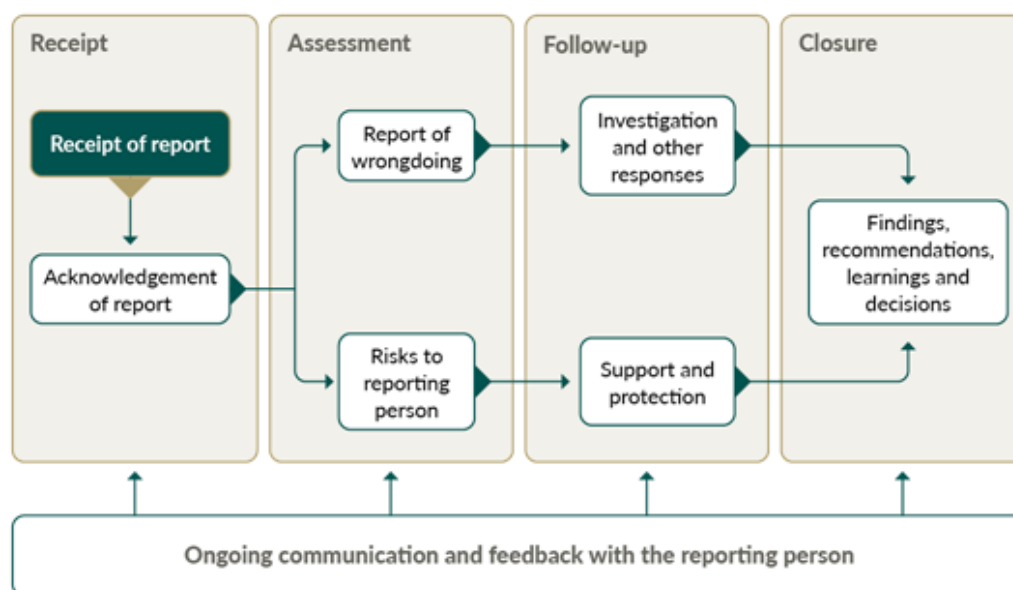 Receipt
Assessment
Follow-up
Closure
Receipt of report
Acknowledgement
of report
Report of
wrongdoing
Risks to
reporting
person
Investigation
and other
responses
Support and
protection
Findings,
recommendations,
learnings and
decisions
Ongoing communication and feedback with the reporting person